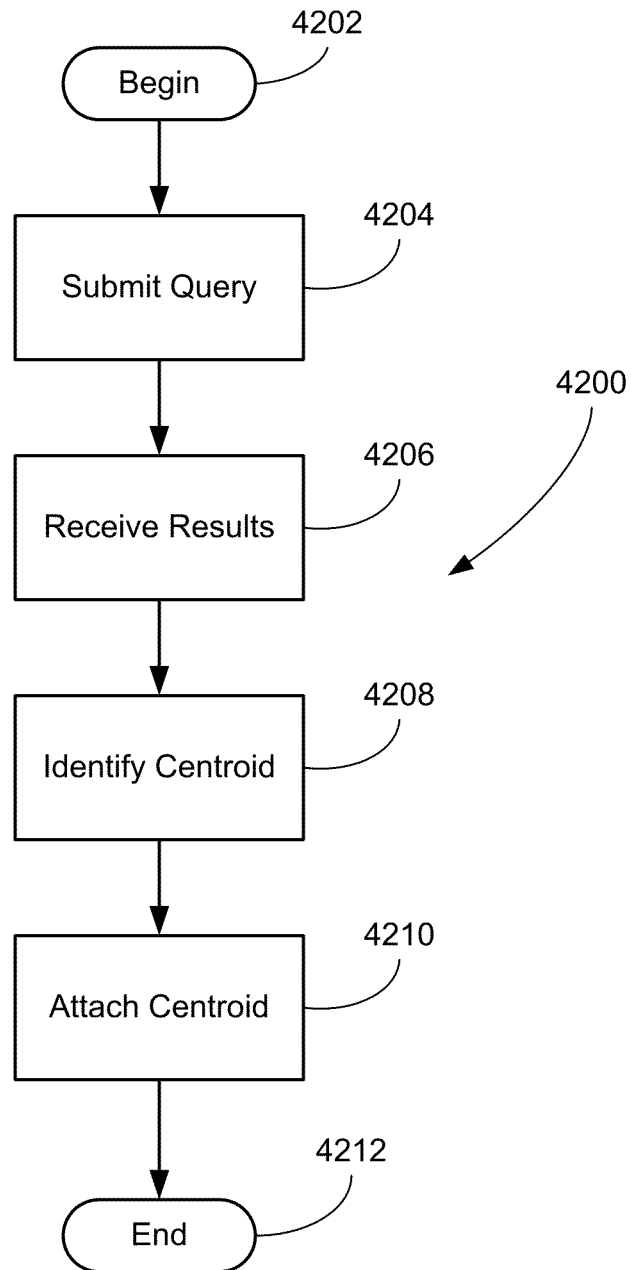 4202
Begin
4204
Submit Query
4200
4206
Receive Results
4208
Identify Centroid
4210
Attach Centroid
4212
End